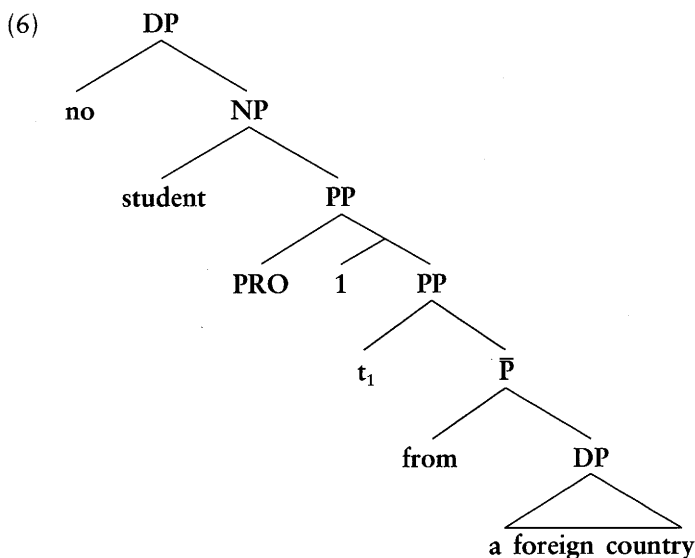 (6) DP
no NP
student PP
PRO 1 PP
t₁ P̅
from DP
a foreign country